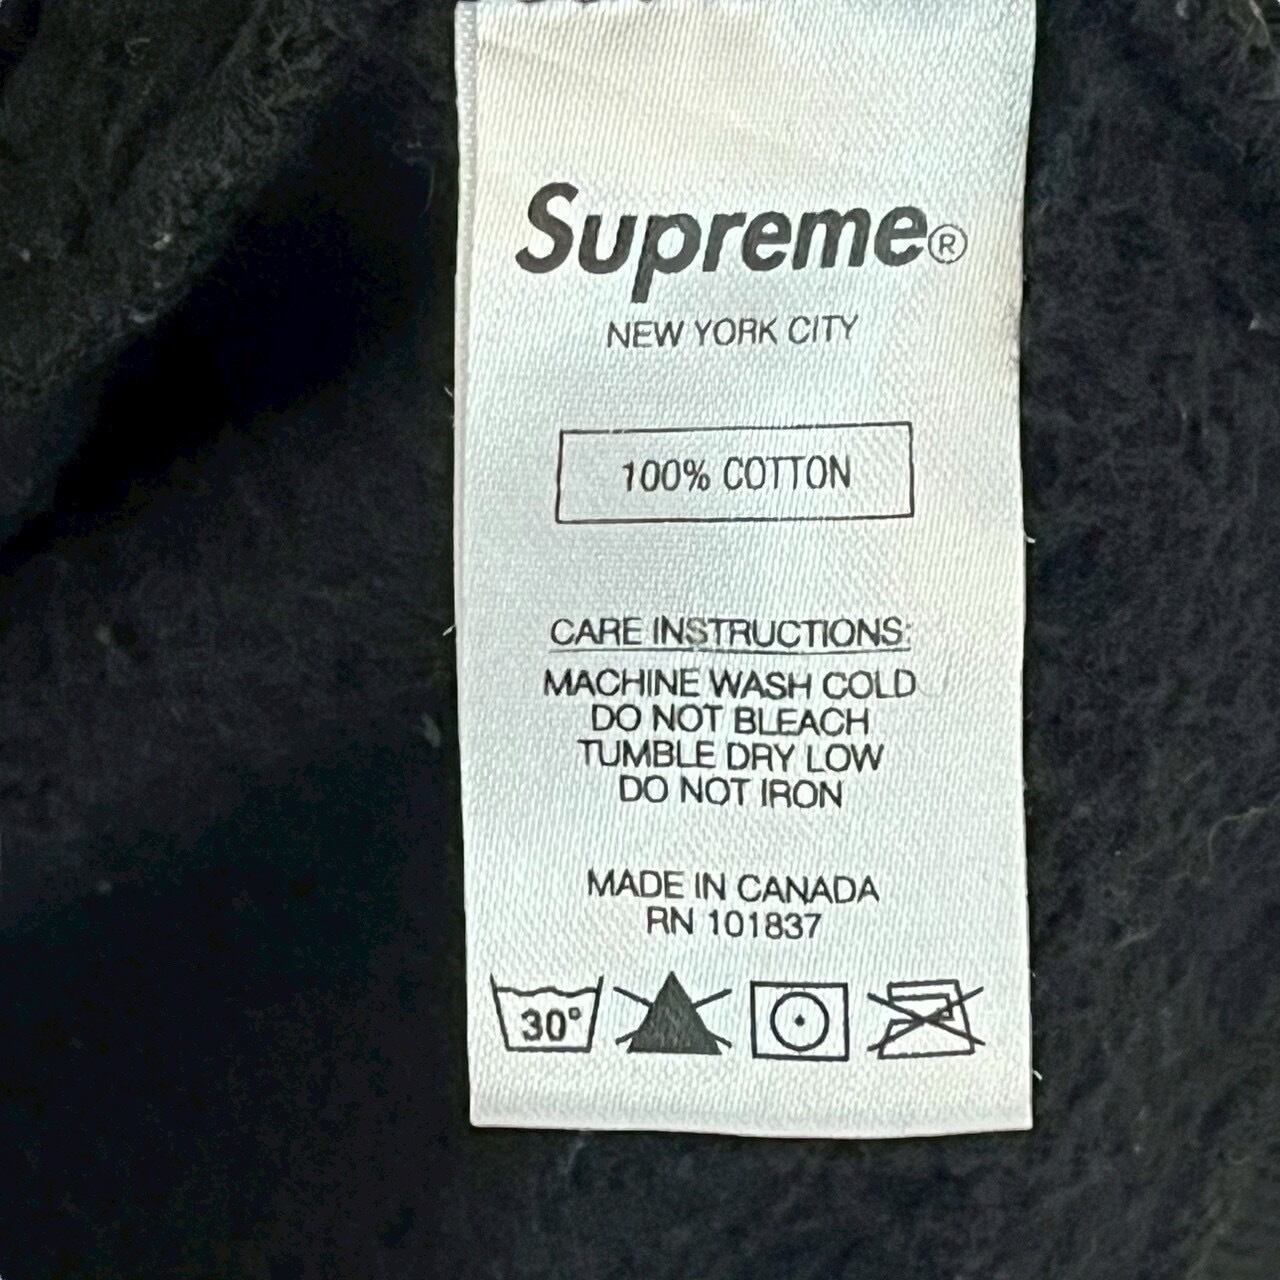 Supreme®
NEW YORK CITY
100% COTTON
CARE INSTRUCTIONS:
MACHINE WASH COLD
DO NOT BLEACH
TUMBLE DRY LOW
DO NOT IRON
MADE IN CANADA
RN 101837
30°